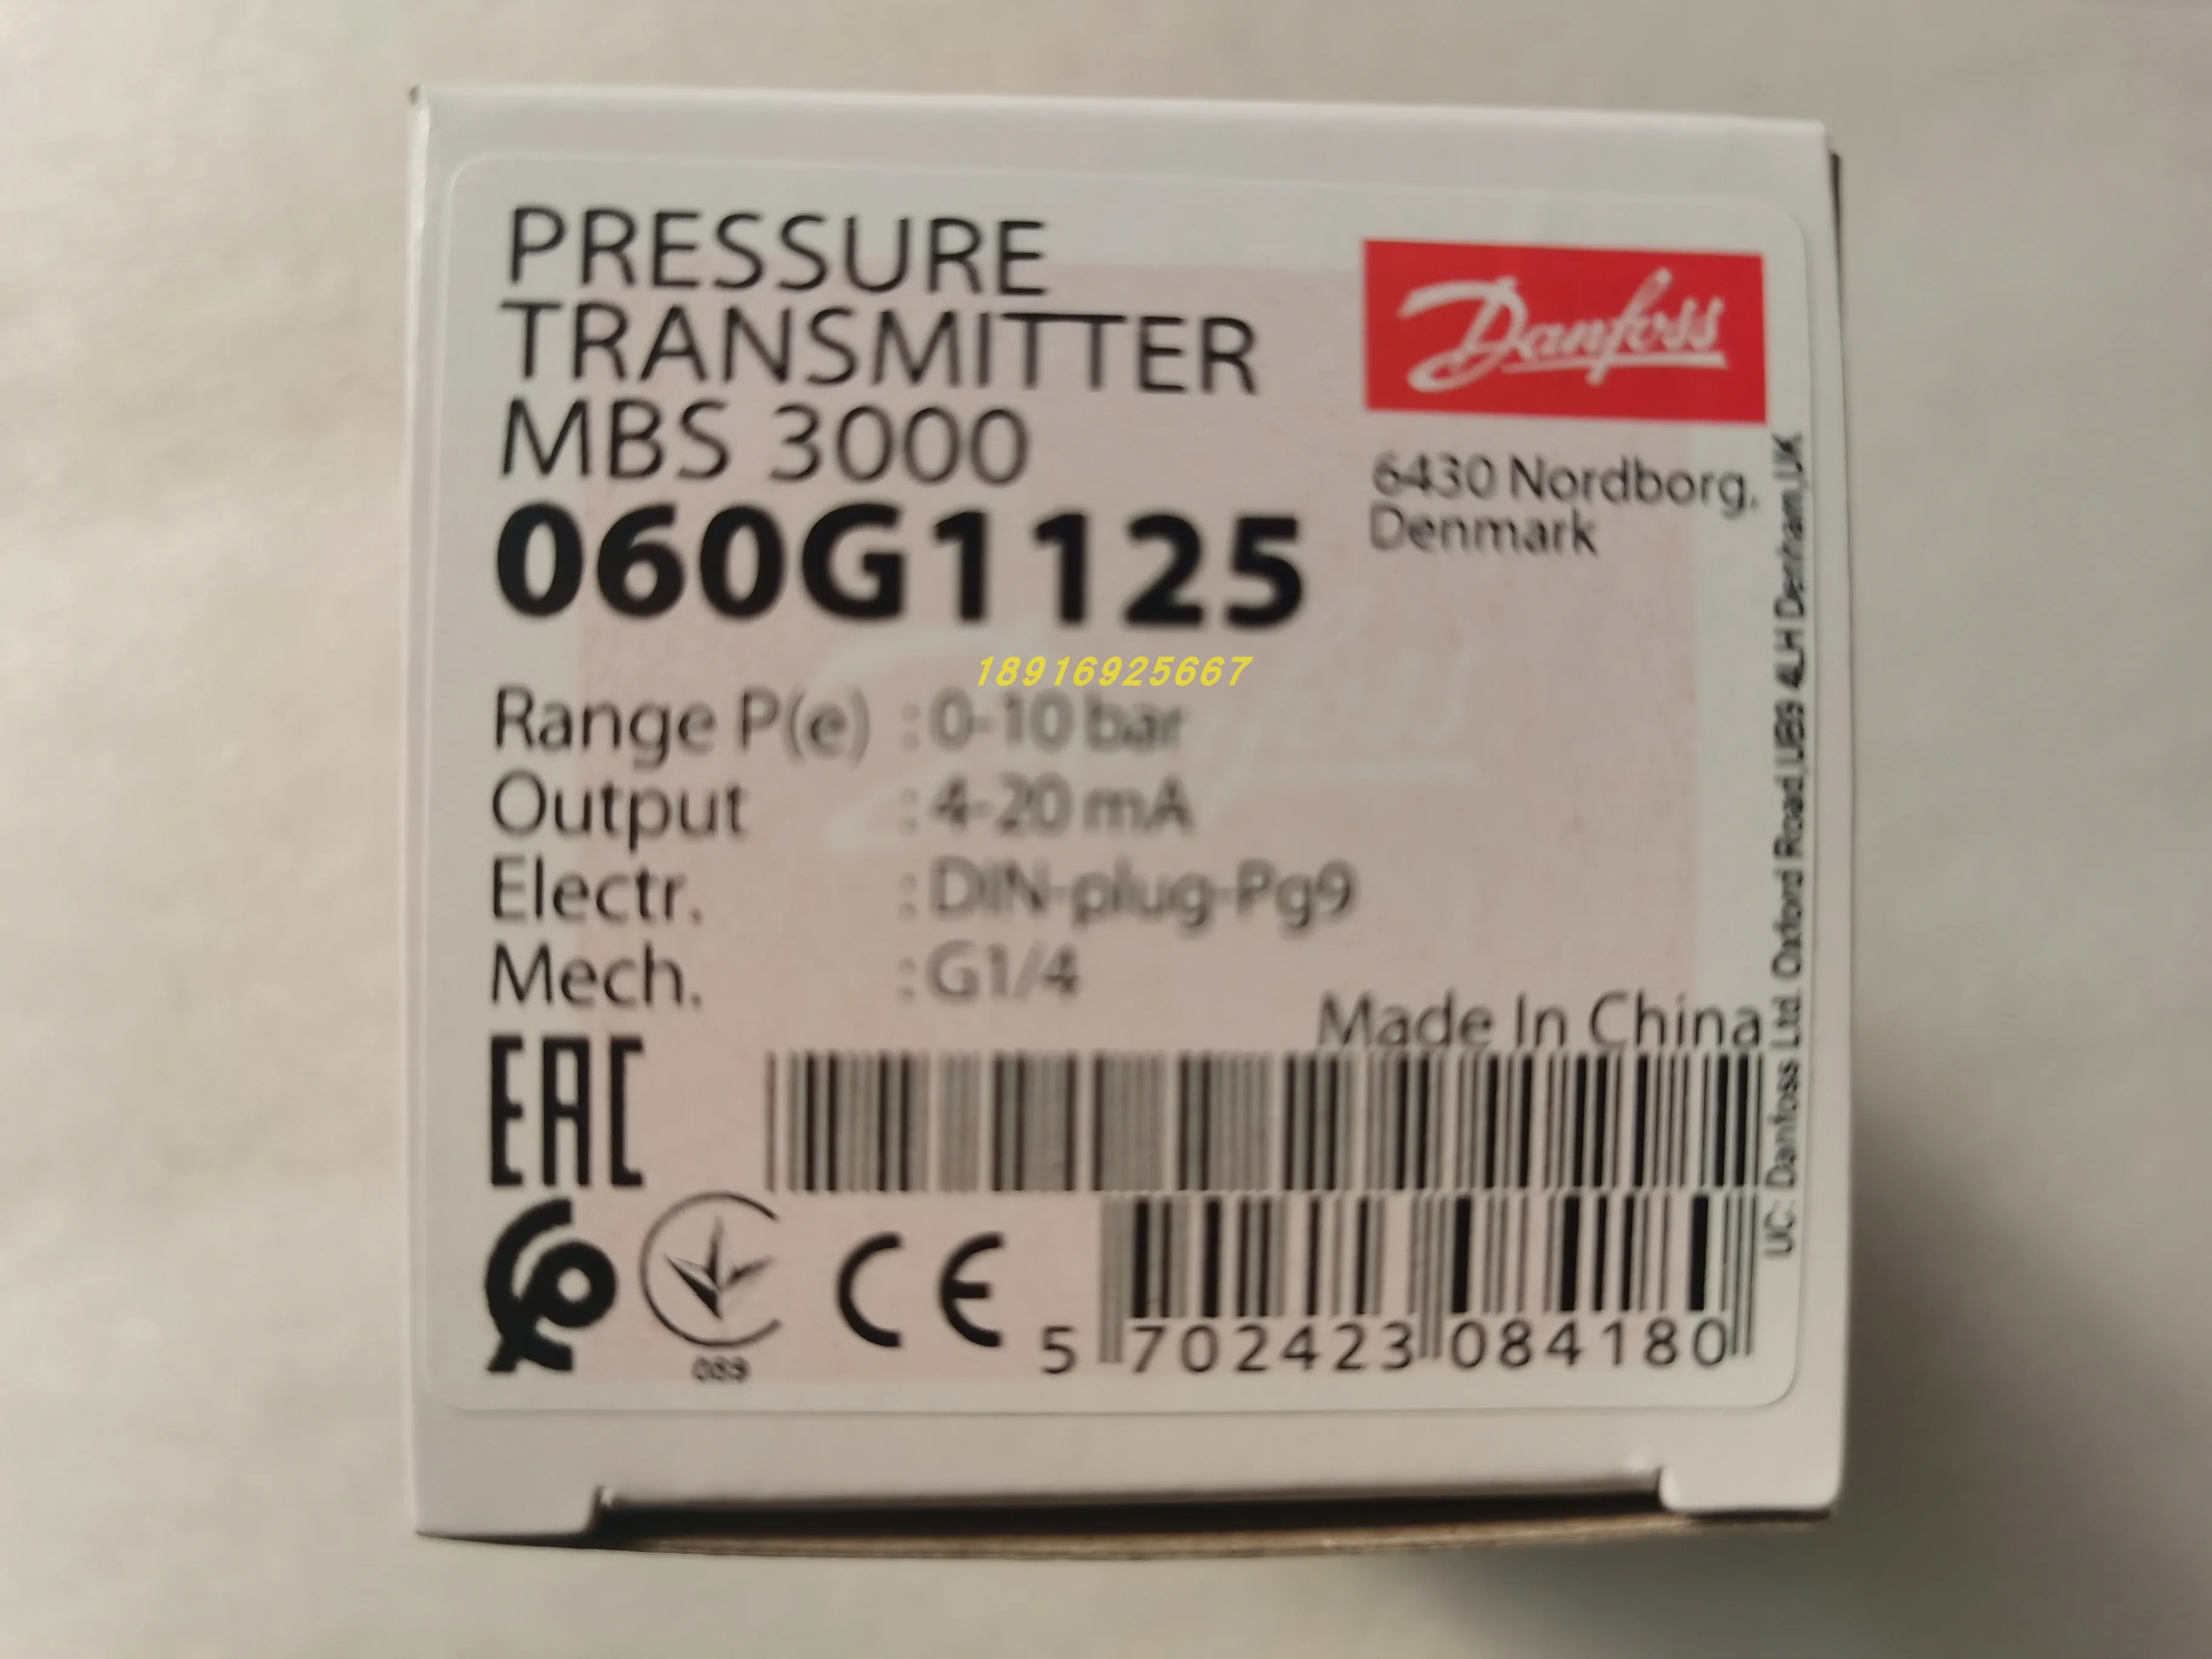 PRESSURE
TRANSMITTER
MBS 3000
060G1125
Danfoss
6430 Nordborg,
Denmark
18916925667
Range P(e) : 0-10 bar
Output : 4-20 mA
Electr. : DIN-plug-Pg9
Mech. : G1/4
Made In China
EAC
089
CE
5 702423 084180
UC: Danfoss Ltd. Oxford Road,UB9 4LH Denham,UK